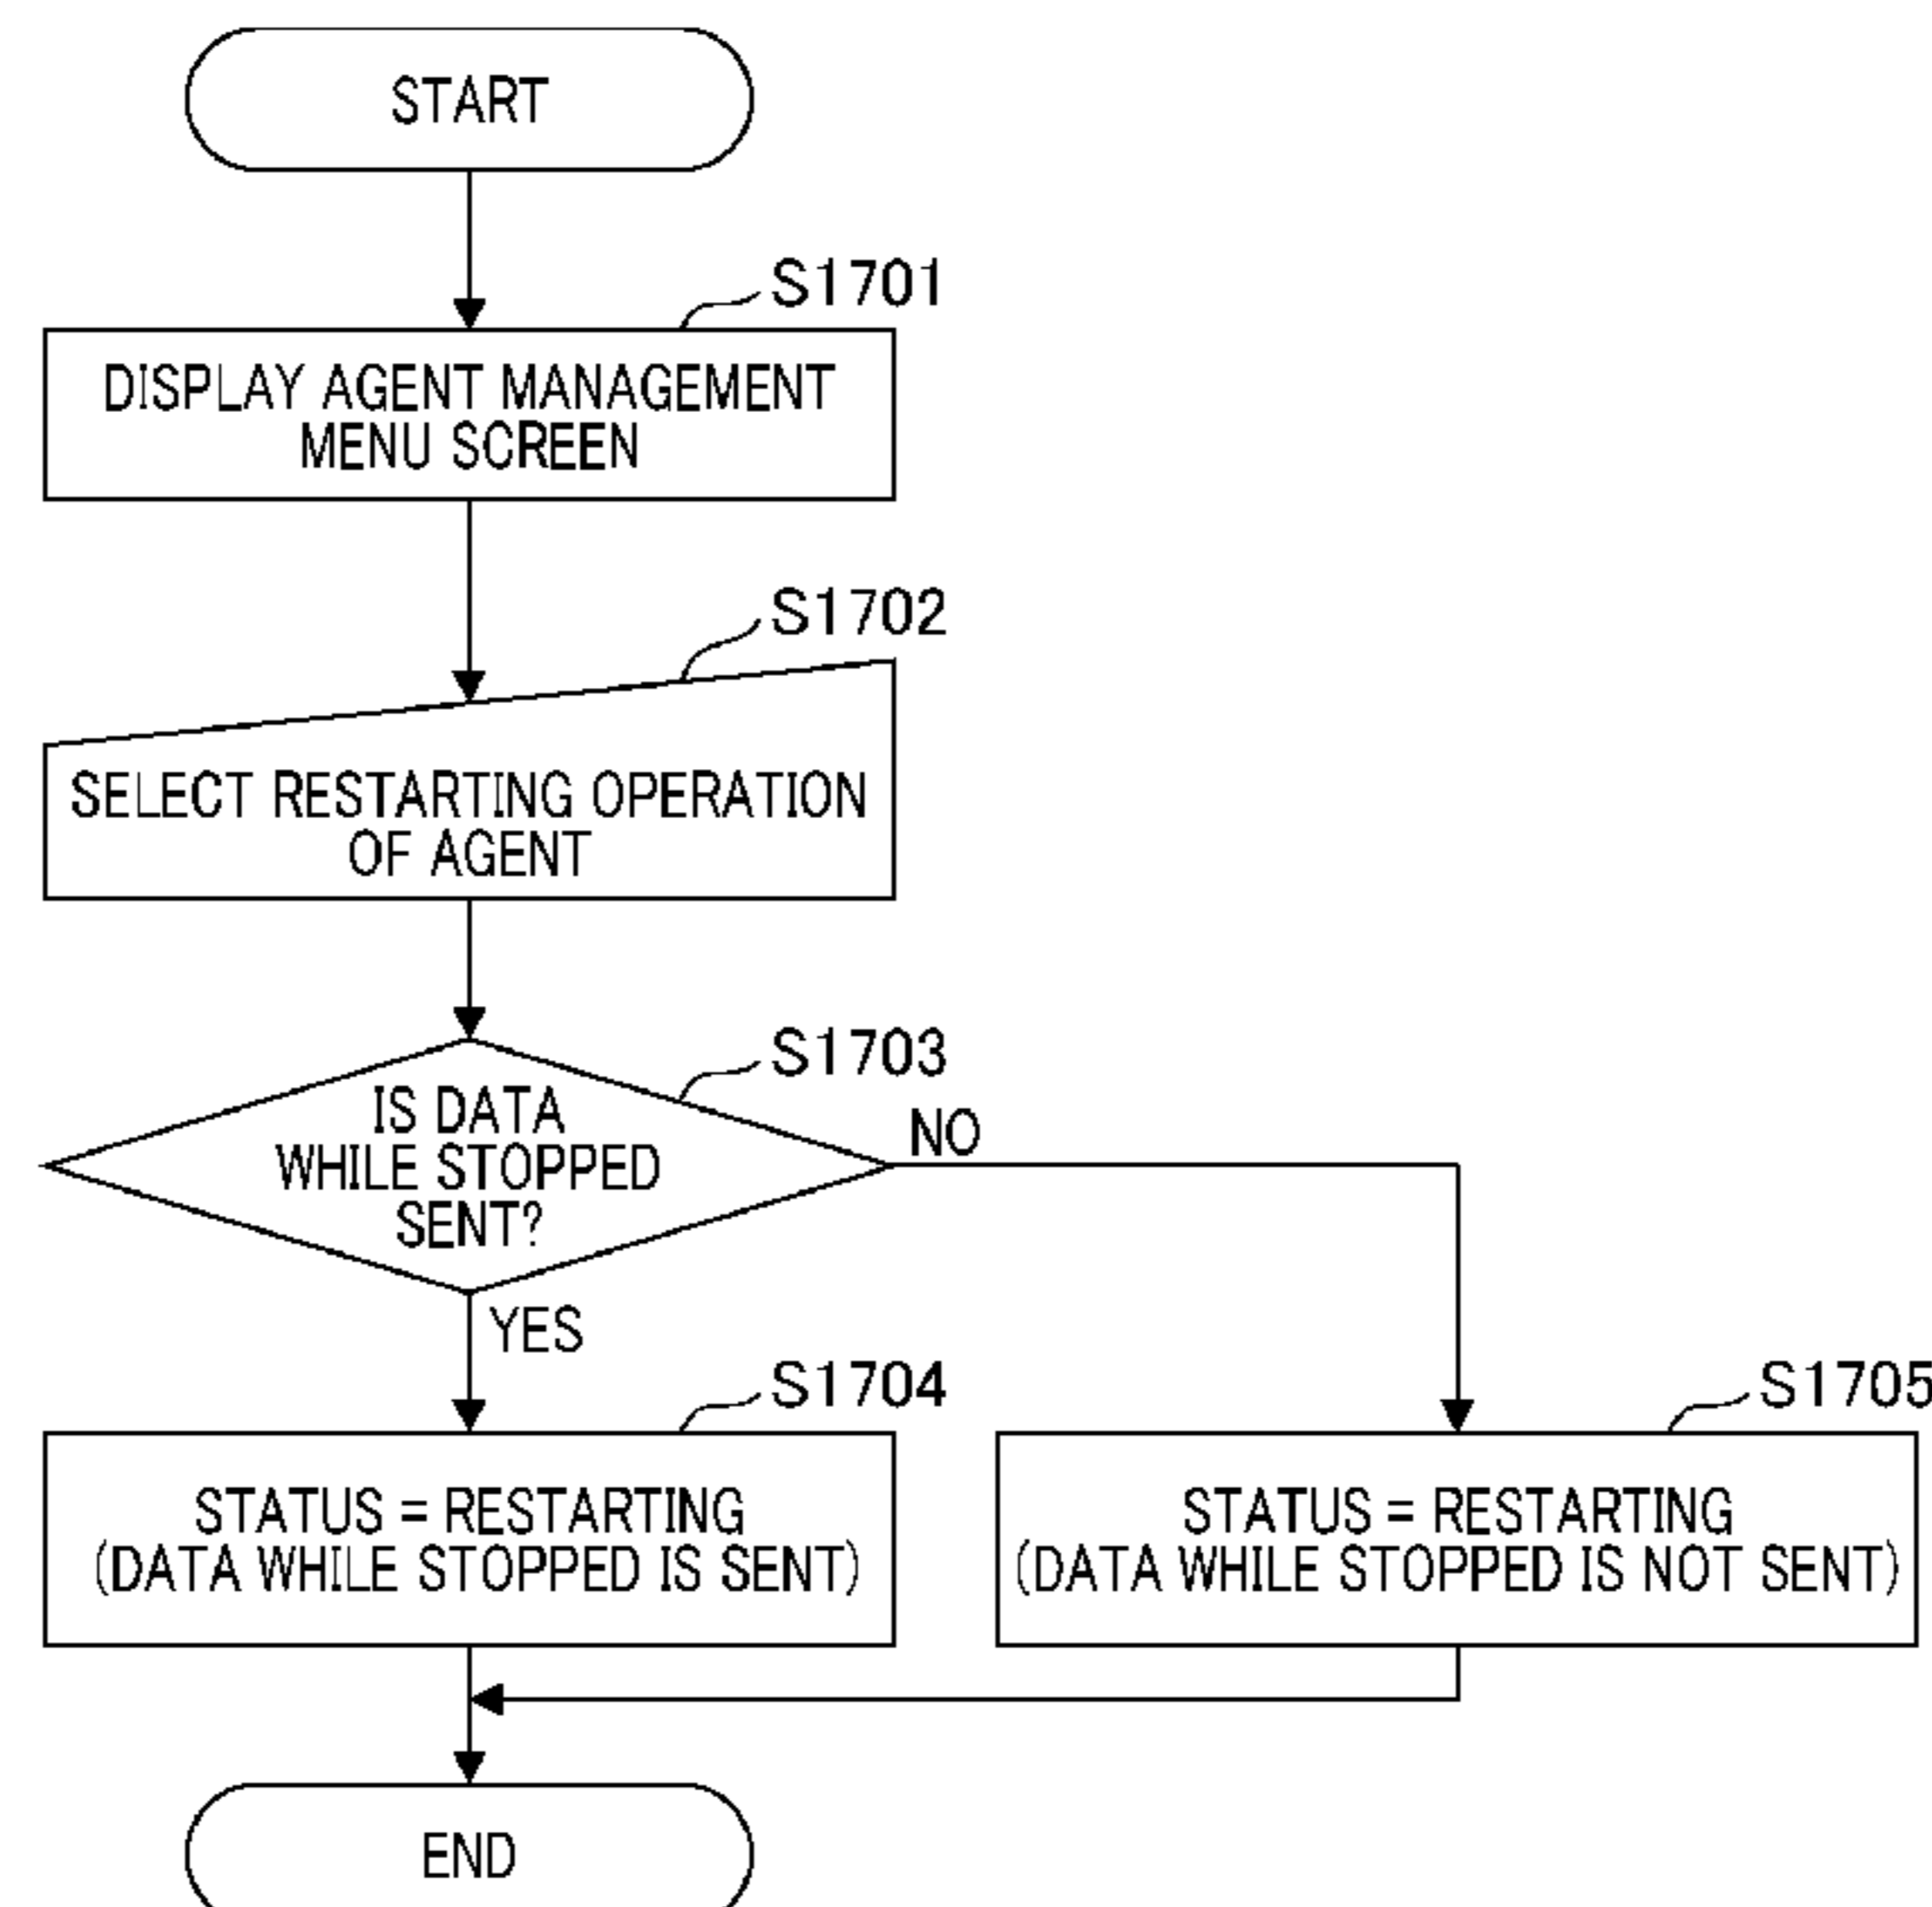 START
S1701
DISPLAY AGENT MANAGEMENT
MENU SCREEN
S1702
SELECT RESTARTING OPERATION
OF AGENT
S1703
IS DATA
WHILE STOPPED
SENT?
NO
YES
S1704
STATUS = RESTARTING
(DATA WHILE STOPPED IS SENT)
S1705
STATUS = RESTARTING
(DATA WHILE STOPPED IS NOT SENT)
END